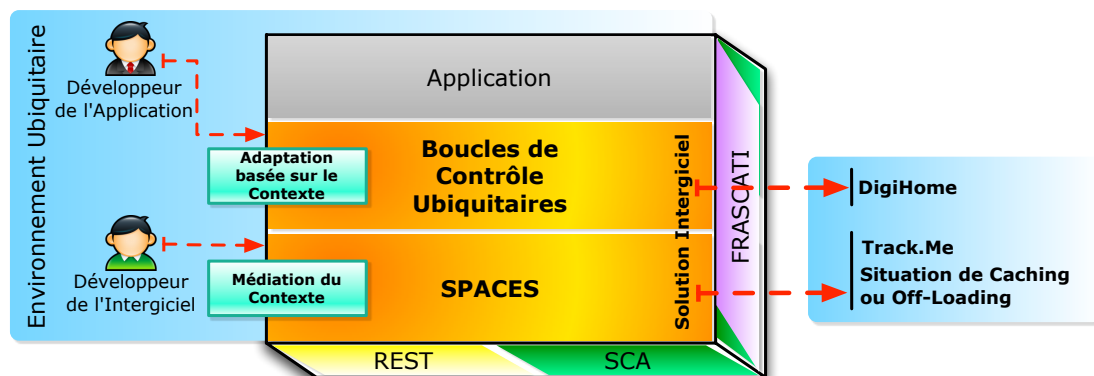 Environnement Ubiquitaire
Développeur
de l'Application
Application
Adaptation
basée sur le
Contexte
Boucles de
Contrôle
Ubiquitaires
Développeur
de l'Intergiciel
Médiation du
Contexte
SPACES
Solution Intergiciel
FRASCATI
REST
SCA
DigiHome
Track.Me
Situation de Caching
ou Off-Loading